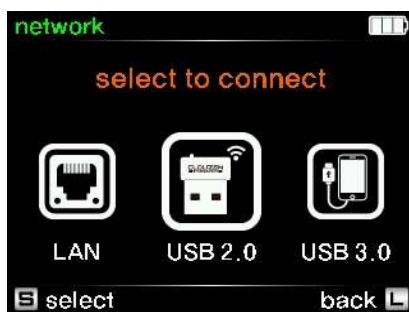 network
select to connect
LAN
USB 2.0
USB 3.0
S select
back L